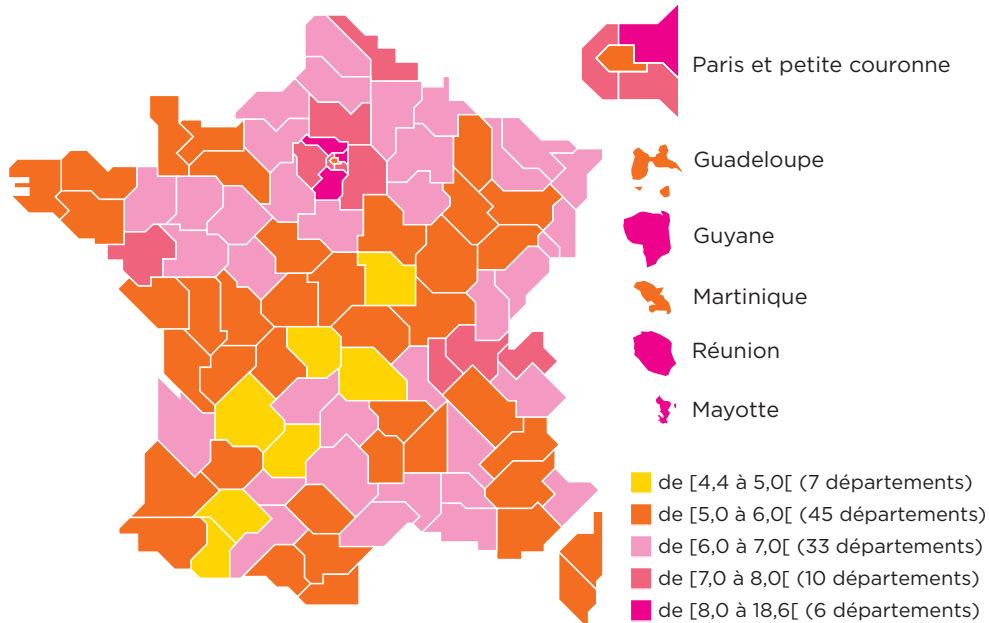 Paris et petite couronne
Guadeloupe
Guyane
Martinique
Réunion
Mayotte
de [4,4 à 5,0[ (7 départements)
de [5,0 à 6,0[ (45 départements)
de [6,0 à 7,0[ (33 départements)
de [7,0 à 8,0[ (10 départements)
de [8,0 à 18,6[ (6 départements)